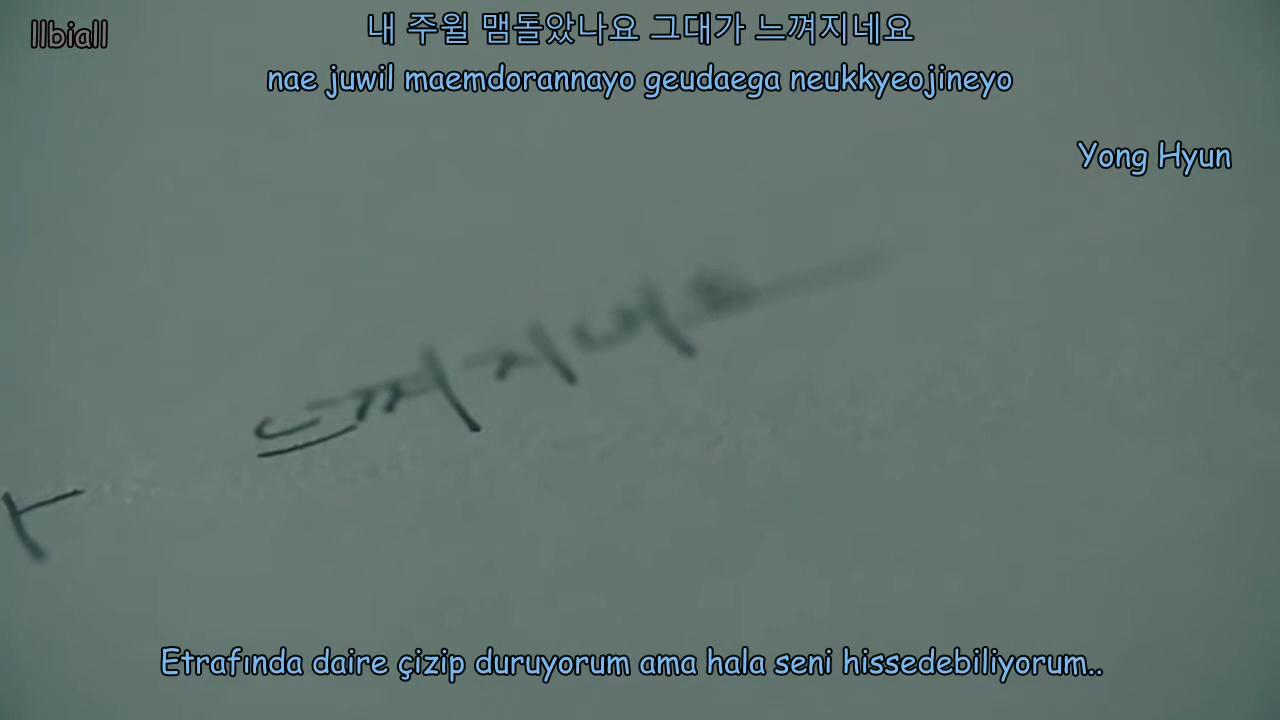 llbiall
내 주윌 맴돌았나요 그대가 느껴지네요
nae juwil maemdorannayo geudaega neukkyeojineyo
Yong Hyun
느껴지네요
Etrafında daire çizip duruyorum ama hala seni hissedebiliyorum..